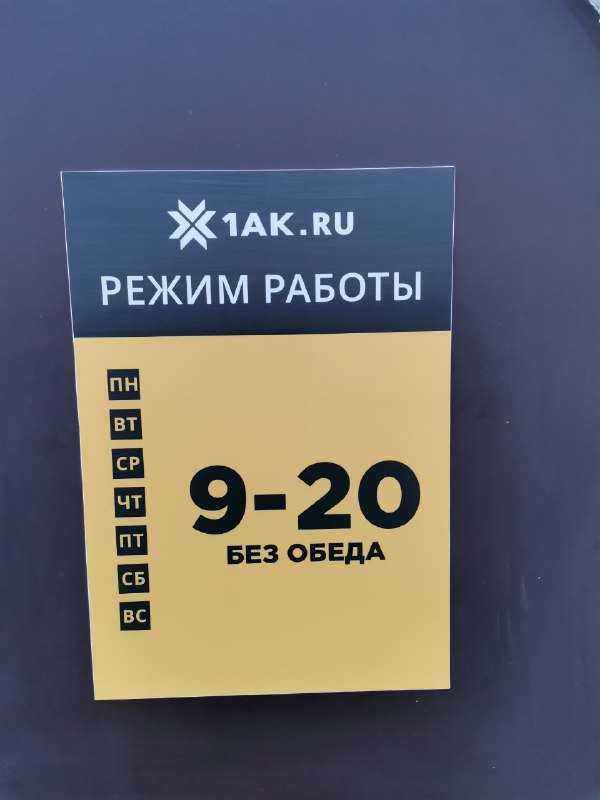 1AK.RU
РЕЖИМ РАБОТЫ
ПН
ВТ
СР
ЧТ
ПТ
СБ
ВС
9-20
БЕЗ ОБЕДА